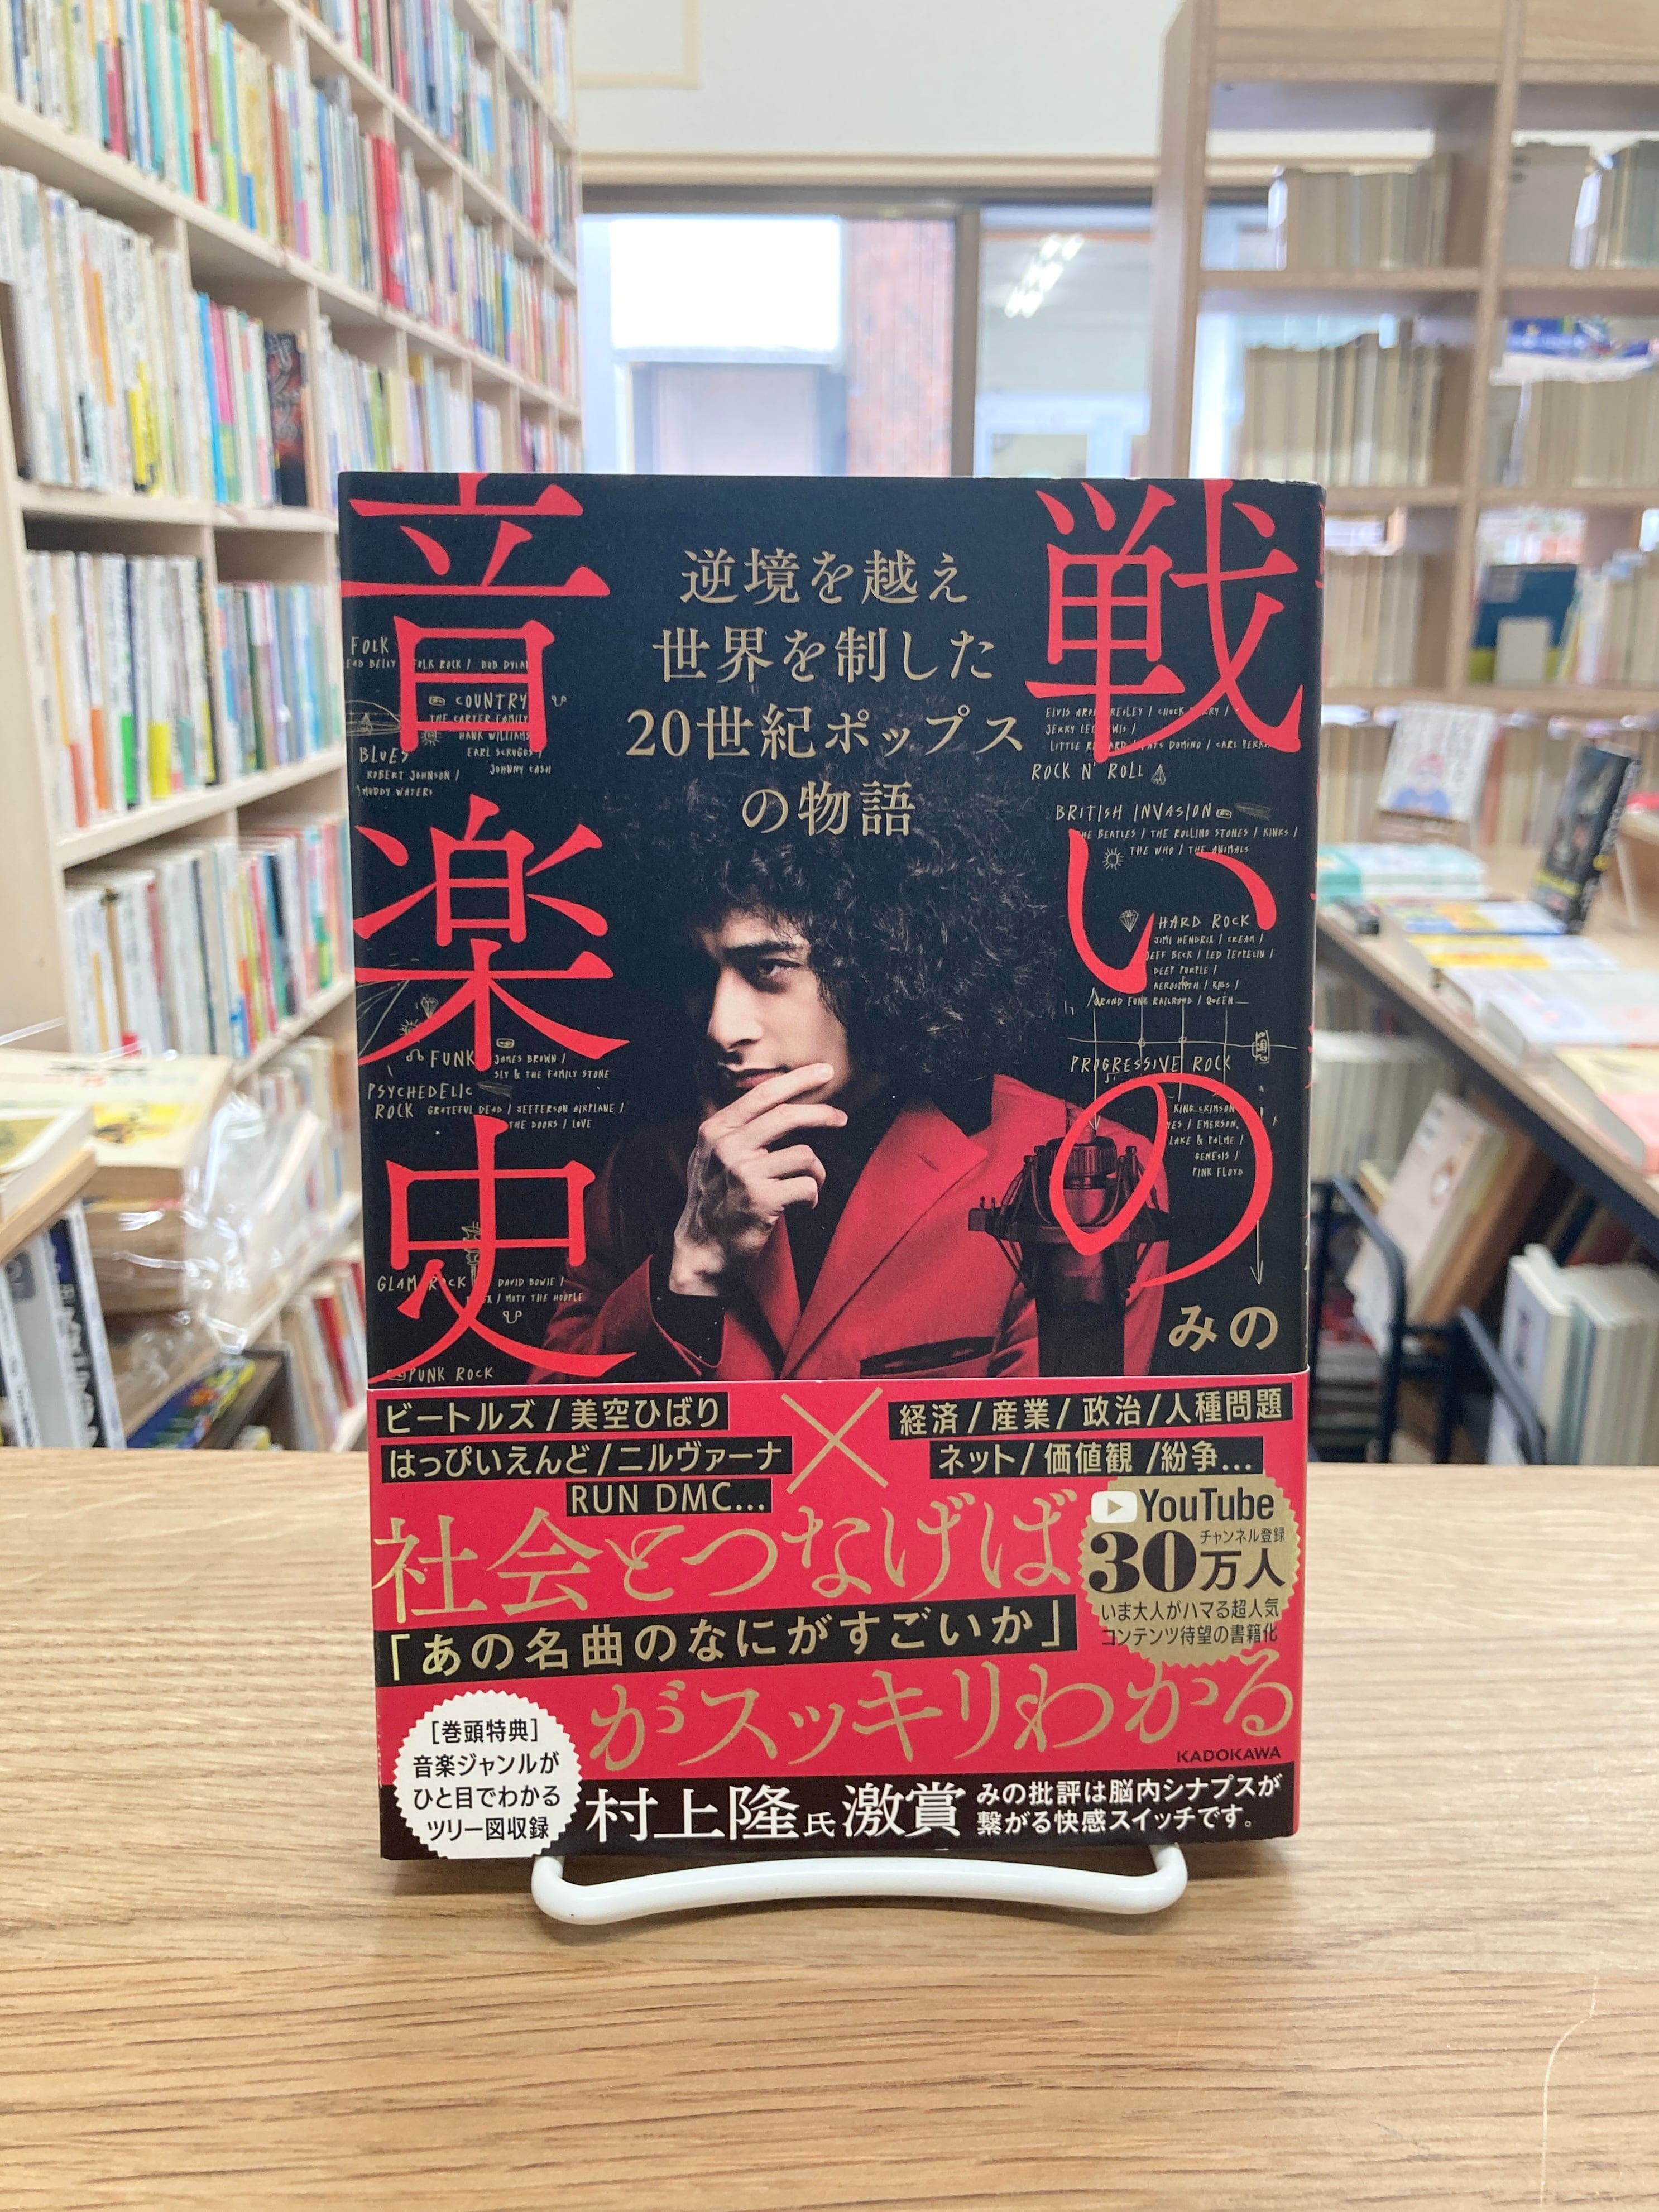 戦いの
音楽史
逆境を越え
世界を制した
20世紀ポップス
の物語
みの
FOLK
FOLK ROCK /
COUNTRY
THE CARTER FAMILY
HANK WILLIAMS
EARL SCRUGGS /
JOHNNY CASH
BLUES
ROBERT JOHNSON /
MUDDY WATERS
ROCK N' ROLL
BRITISH INVASION
THE BEATLES / THE ROLLING STONES / KINKS /
THE WHO / THE ANIMALS
HARD ROCK
JIMI HENDRIX / CREAM /
JEFF BECK / LED ZEPPELIN /
DEEP PURPLE /
AEROSMITH / KISS /
GRAND FUNK RAILROAD / QUEEN
PROGRESSIVE ROCK
KING CRIMSON
YES / EMERSON,
LAKE & PALMER /
GENESIS /
PINK FLOYD
FUNK
JAMES BROWN /
SLY & THE FAMILY STONE
PSYCHEDELIC
ROCK
GRATEFUL DEAD / JEFFERSON AIRPLANE /
THE DOORS / LOVE
GLAM ROCK
DAVID BOWIE /
MOTT THE HOOPLE
PUNK ROCK
ビートルズ / 美空ひばり
はっぴいえんど / ニルヴァーナ
RUN DMC...
×
経済 / 産業 / 政治 / 人種問題
ネット / 価値観 / 紛争...
社会とつなげば
「あの名曲のなにがすごいか」
がスッキリわかる
YouTube
チャンネル登録
30万人
いま大人がハマる超人気
コンテンツ待望の書籍化
KADOKAWA
[巻頭特典]
音楽ジャンルが
ひと目でわかる
ツリー図収録
村上隆氏激賞
みの批評は脳内シナプスが
繋がる快感スイッチです。